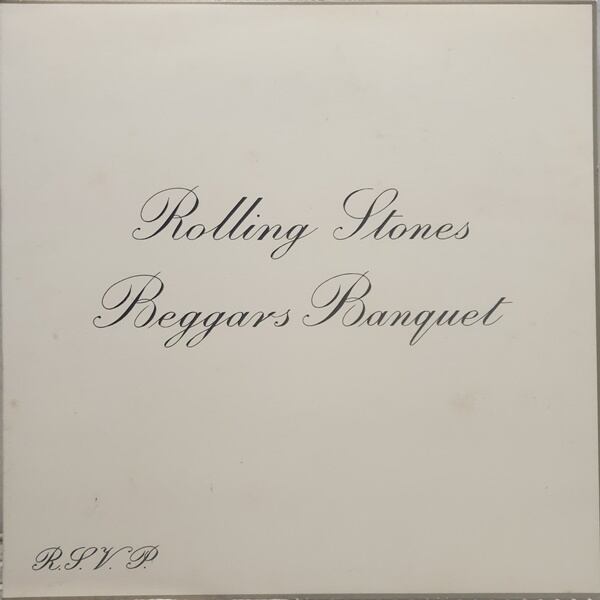 Rolling Stones
Beggars Banquet
R.S.V.P.